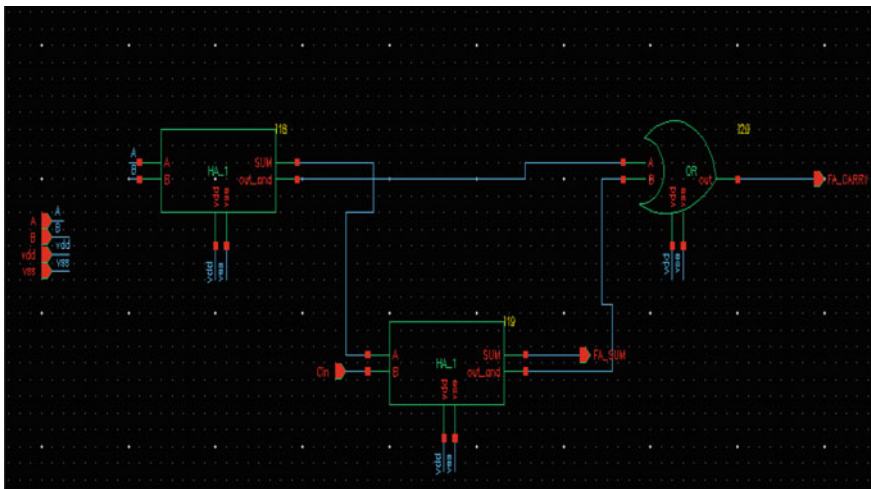 I18
I20
A
A
SUM
A
B
B
HA_1
out_and
B
OR
out
FA_CARRY
vdd
vss
vdd
vss
A
A
B
B
vdd
vdd
vss
vss
vdd
vss
vdd
vss
I19
A
SUM
FA_SUM
HA_1
Cin
B
out_and
vdd
vss
vdd
vss